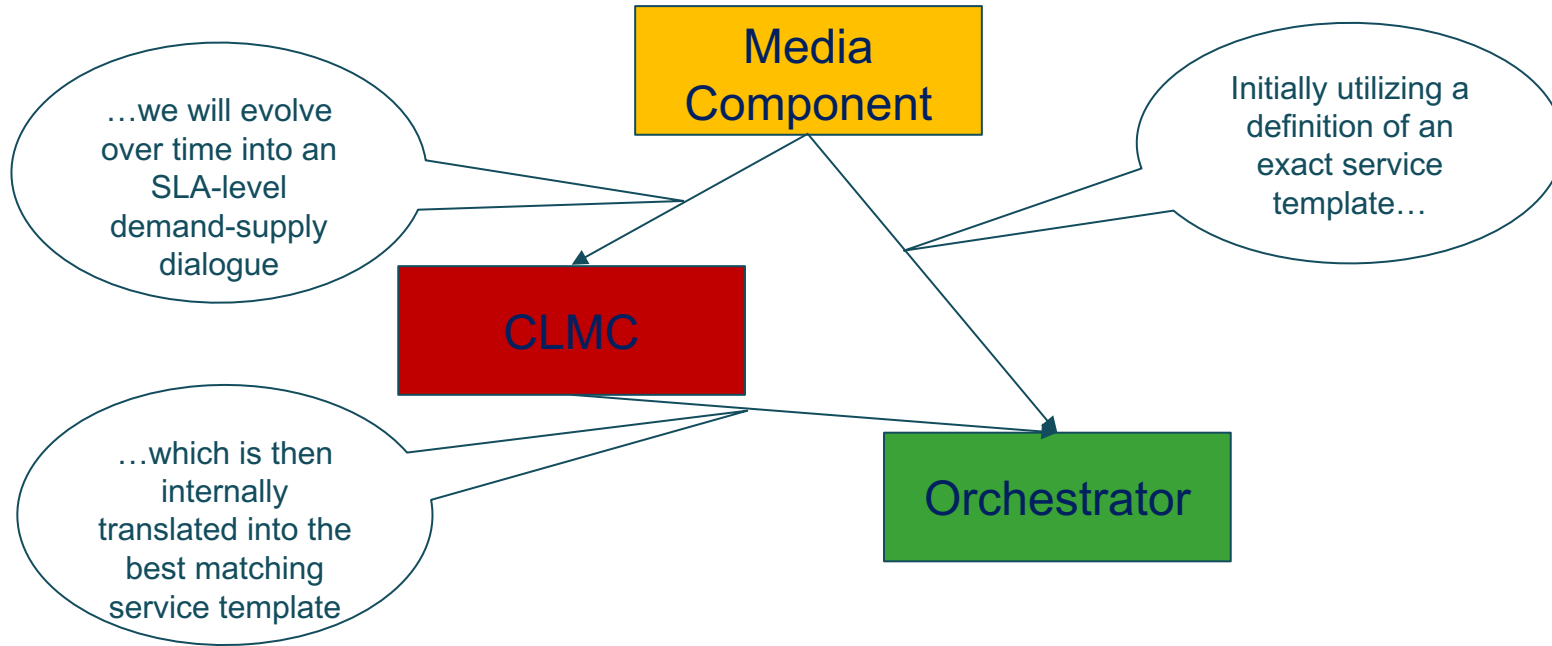 Media
Component
Initially utilizing a
definition of an
exact service
template…
…we will evolve
over time into an
SLA-level
demand-supply
dialogue
CLMC
…which is then
internally
translated into the
best matching
service template
Orchestrator